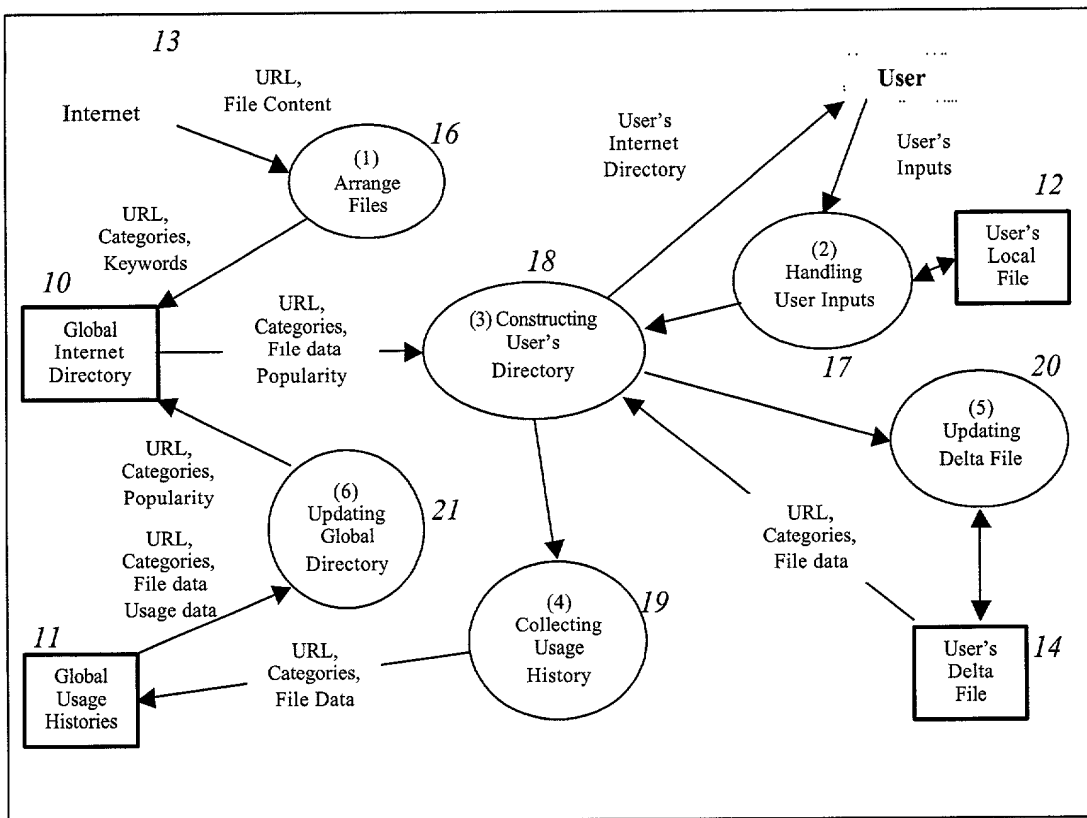 13
URL,
File Content
Internet
16
(1)
Arrange
Files
User
User's
Internet
Directory
User's
Inputs
12
User's
Local
File
(2)
Handling
User Inputs
17
URL,
Categories,
Keywords
10
Global
Internet
Directory
URL,
Categories,
File data
Popularity
18
(3) Constructing
User's
Directory
20
(5)
Updating
Delta File
URL,
Categories,
Popularity
(6)
Updating
Global
Directory
21
URL,
Categories,
File data
URL,
Categories,
File data
Usage data
11
Global
Usage
Histories
URL,
Categories,
File Data
(4)
Collecting
Usage
History
19
User's
Delta
File
14